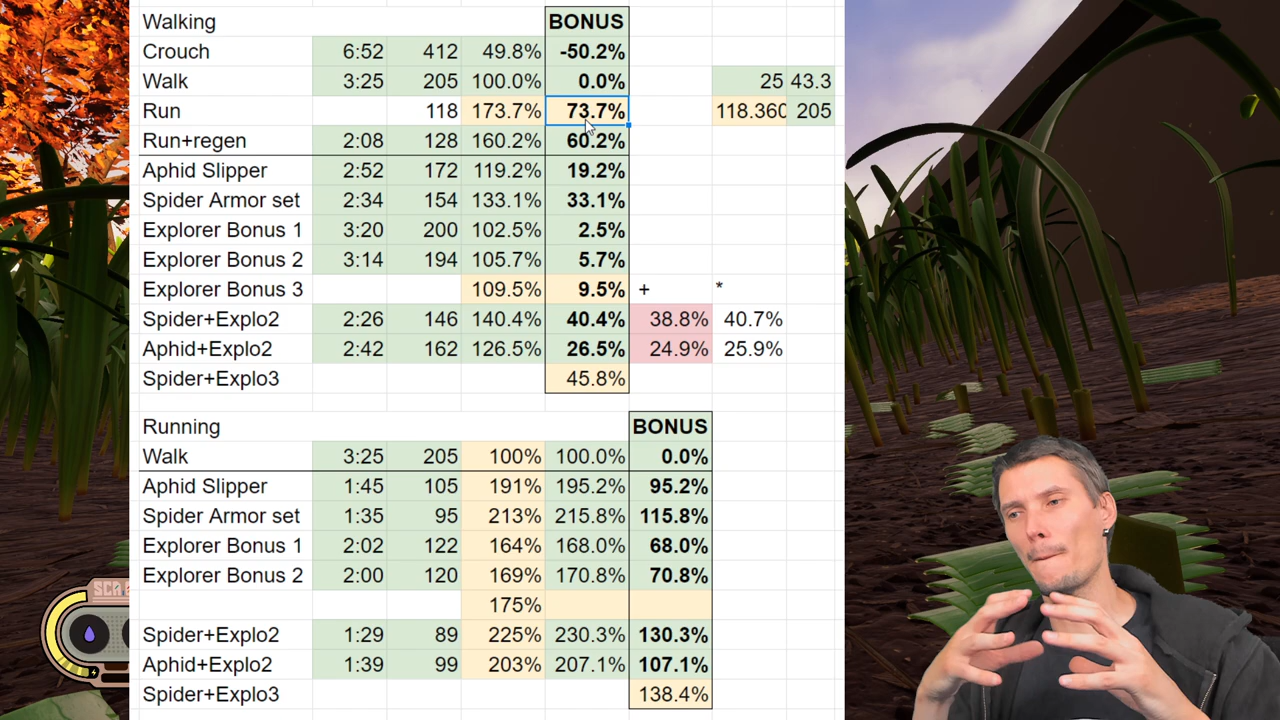 Walking BONUS
Crouch 6:52 412 49.8% -50.2%
Walk 3:25 205 100.0% 0.0% 25 43.3
Run 118 173.7% 73.7% 118.360 205
Run+regen 2:08 128 160.2% 60.2%
Aphid Slipper 2:52 172 119.2% 19.2%
Spider Armor set 2:34 154 133.1% 33.1%
Explorer Bonus 1 3:20 200 102.5% 2.5%
Explorer Bonus 2 3:14 194 105.7% 5.7%
Explorer Bonus 3 109.5% 9.5% + *
Spider+Explo2 2:26 146 140.4% 40.4% 38.8% 40.7%
Aphid+Explo2 2:42 162 126.5% 26.5% 24.9% 25.9%
Spider+Explo3 45.8%
Running BONUS
Walk 3:25 205 100% 100.0% 0.0%
Aphid Slipper 1:45 105 191% 195.2% 95.2%
Spider Armor set 1:35 95 213% 215.8% 115.8%
Explorer Bonus 1 2:02 122 164% 168.0% 68.0%
Explorer Bonus 2 2:00 120 169% 170.8% 70.8%
175%
Spider+Explo2 1:29 89 225% 230.3% 130.3%
Aphid+Explo2 1:39 99 203% 207.1% 107.1%
Spider+Explo3 138.4%